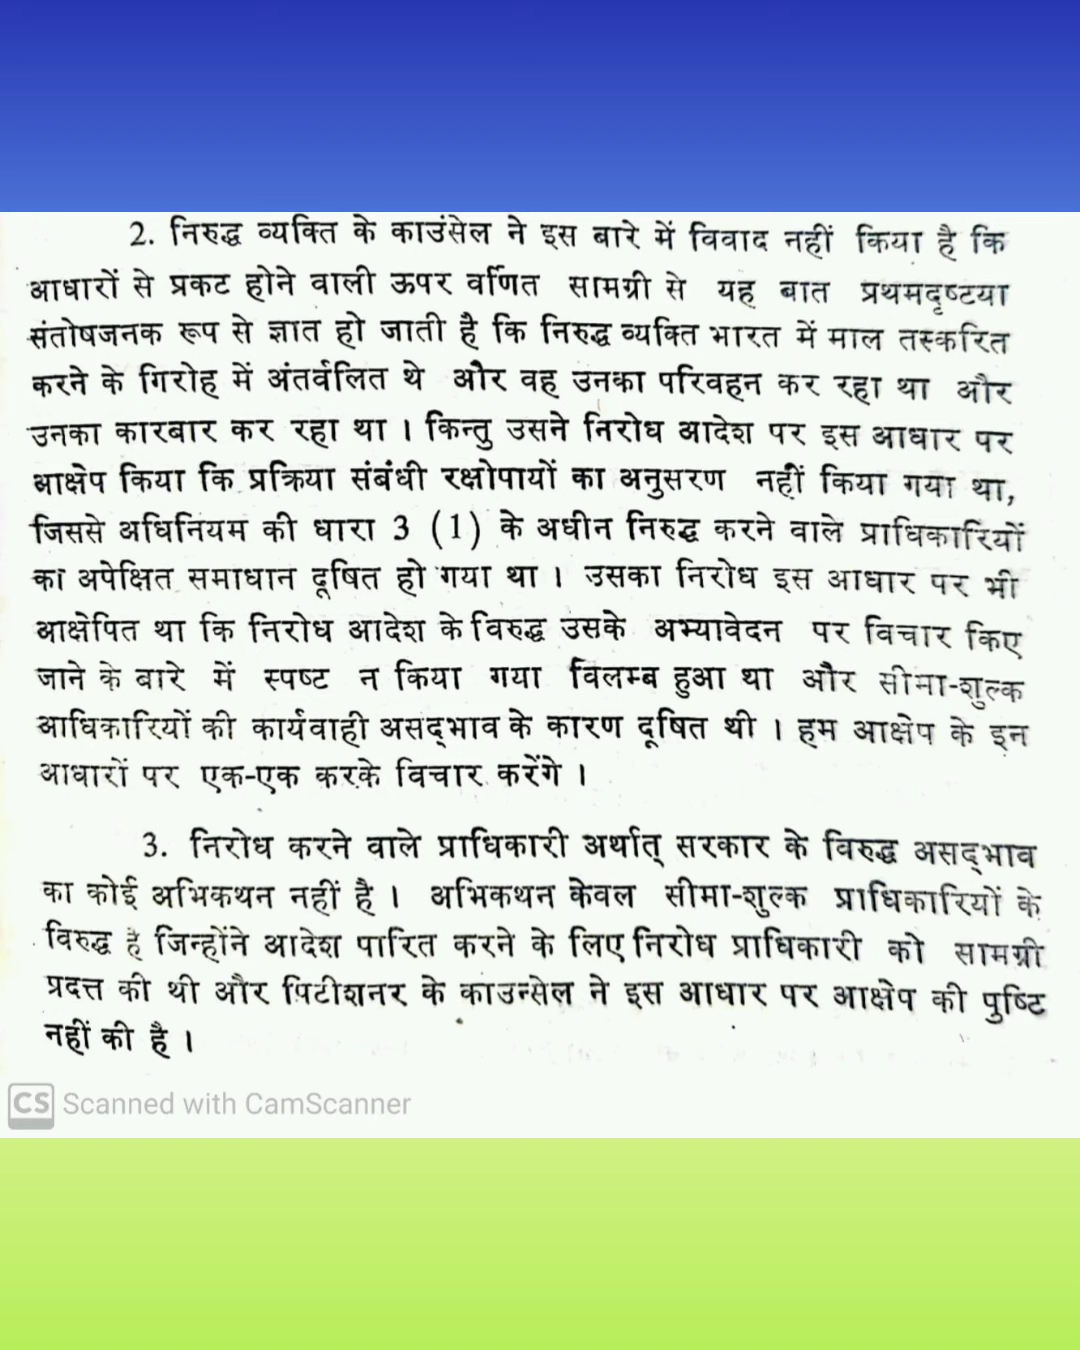 2. निरुद्ध व्यक्ति के काउंसेल ने इस बारे में विवाद नहीं किया है कि
आधारों से प्रकट होने वाली ऊपर वर्णित सामग्री से यह बात प्रथमदृष्टया
संतोषजनक रूप से ज्ञात हो जाती है कि निरुद्ध व्यक्ति भारत में माल तस्करित
करने के गिरोह में अंतर्वलित थे और वह उनका परिवहन कर रहा था और
उनका कारबार कर रहा था । किन्तु उसने निरोध आदेश पर इस आधार पर
आक्षेप किया कि प्रक्रिया संबंधी रक्षोपायों का अनुसरण नहीं किया गया था,
जिससे अधिनियम की धारा 3 (1) के अधीन निरुद्ध करने वाले प्राधिकारियों
का अपेक्षित समाधान दूषित हो गया था । उसका निरोध इस आधार पर भी
आक्षेपित था कि निरोध आदेश के विरुद्ध उसके अभ्यावेदन पर विचार किए
जाने के बारे में स्पष्ट न किया गया विलम्ब हुआ था और सीमा-शुल्क
आधिकारियों की कार्यवाही असद्‌भाव के कारण दूषित थी । हम आक्षेप के इन
आधारों पर एक-एक करके विचार करेंगे ।
3. निरोध करने वाले प्राधिकारी अर्थात् सरकार के विरुद्ध असद्‌भाव
का कोई अभिकथन नहीं है । अभिकथन केवल सीमा-शुल्क प्राधिकारियों के
विरुद्ध है जिन्होंने आदेश पारित करने के लिए निरोध प्राधिकारी को सामग्री
प्रदत्त की थी और पिटीशनर के काउन्सेल ने इस आधार पर आक्षेप की पुष्टि
नहीं की है ।
CS Scanned with CamScanner